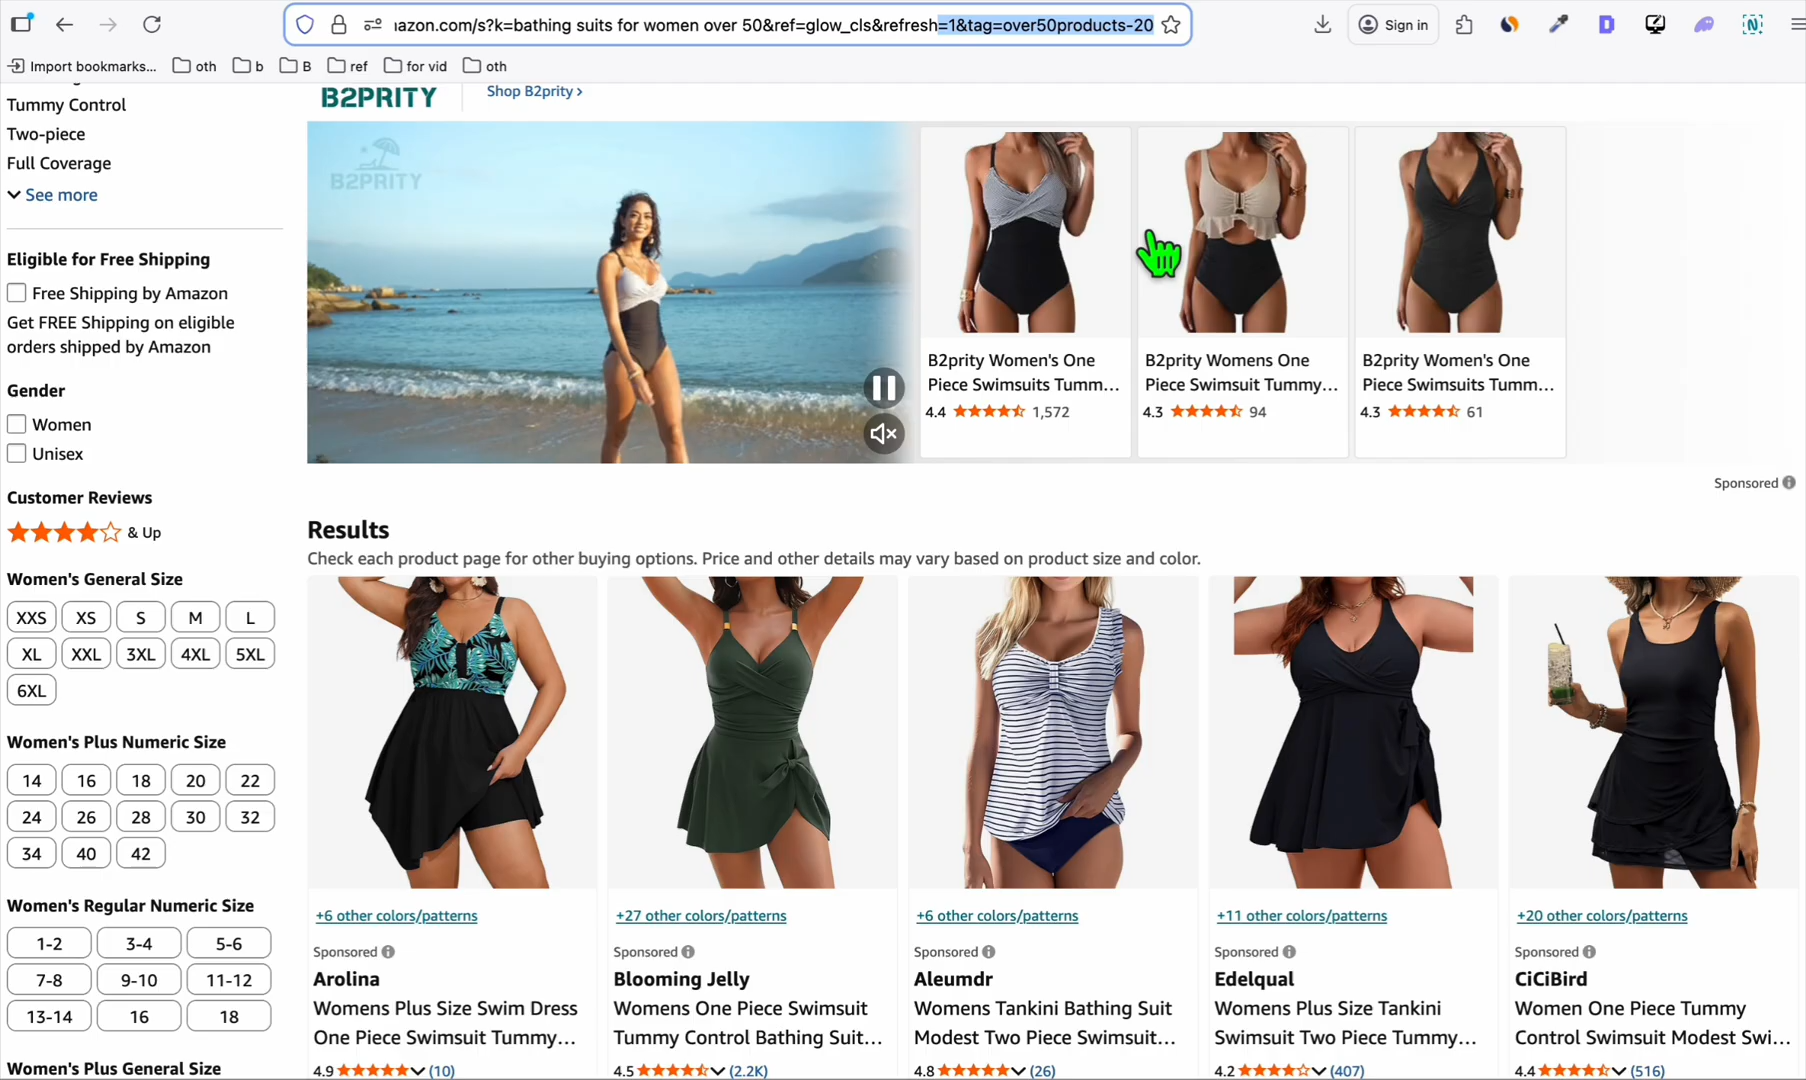 ıazon.com/s?k=bathing suits for women over 50&ref=glow_cls&refresh=1&tag=over50products-20
Sign in
Import bookmarks...
oth
b
B
ref
for vid
oth
Tummy Control
Two-piece
Full Coverage
See more
Eligible for Free Shipping
Free Shipping by Amazon
Get FREE Shipping on eligible
orders shipped by Amazon
Gender
Women
Unisex
Customer Reviews
& Up
Women's General Size
XXS XS S M L
XL XXL 3XL 4XL 5XL
6XL
Women's Plus Numeric Size
14 16 18 20 22
24 26 28 30 32
34 40 42
Women's Regular Numeric Size
1-2 3-4 5-6
7-8 9-10 11-12
13-14 16 18
Women's Plus General Size
B2PRITY
Shop B2prity ›
B2PRITY
B2prity Women's One
Piece Swimsuits Tumm...
4.4 1,572
B2prity Womens One
Piece Swimsuit Tummy...
4.3 94
B2prity Women's One
Piece Swimsuits Tumm...
4.3 61
Sponsored
Results
Check each product page for other buying options. Price and other details may vary based on product size and color.
+6 other colors/patterns
Sponsored
Arolina
Womens Plus Size Swim Dress
One Piece Swimsuit Tummy...
4.9 (10)
+27 other colors/patterns
Sponsored
Blooming Jelly
Womens One Piece Swimsuit
Tummy Control Bathing Suit...
4.5 (2.2K)
+6 other colors/patterns
Sponsored
Aleumdr
Womens Tankini Bathing Suit
Modest Two Piece Swimsuit...
4.8 (26)
+11 other colors/patterns
Sponsored
Edelqual
Womens Plus Size Tankini
Swimsuit Two Piece Tummy...
4.2 (407)
+20 other colors/patterns
Sponsored
CiCiBird
Women One Piece Tummy
Control Swimsuit Modest Swi...
4.4 (516)